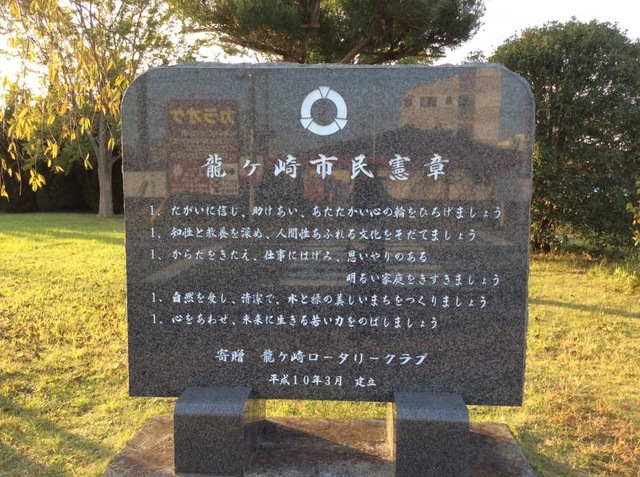 カラオケ
龍ヶ崎市民憲章
1、たがいに信じ、助けあい、あたたかい心の輪をひろげましょう
1、知性と教養を深め、人間性あふれる文化をそだてましょう
1、からだをきたえ、仕事にはげみ、思いやりのある
明るい家庭をきずきましょう
1、自然を愛し、清潔で、水と緑の美しいまちをつくりましょう
1、心をあわせ、未来に生きる若い力をのばしましょう
寄贈 龍ケ崎ロータリークラブ
平成10年3月 建立